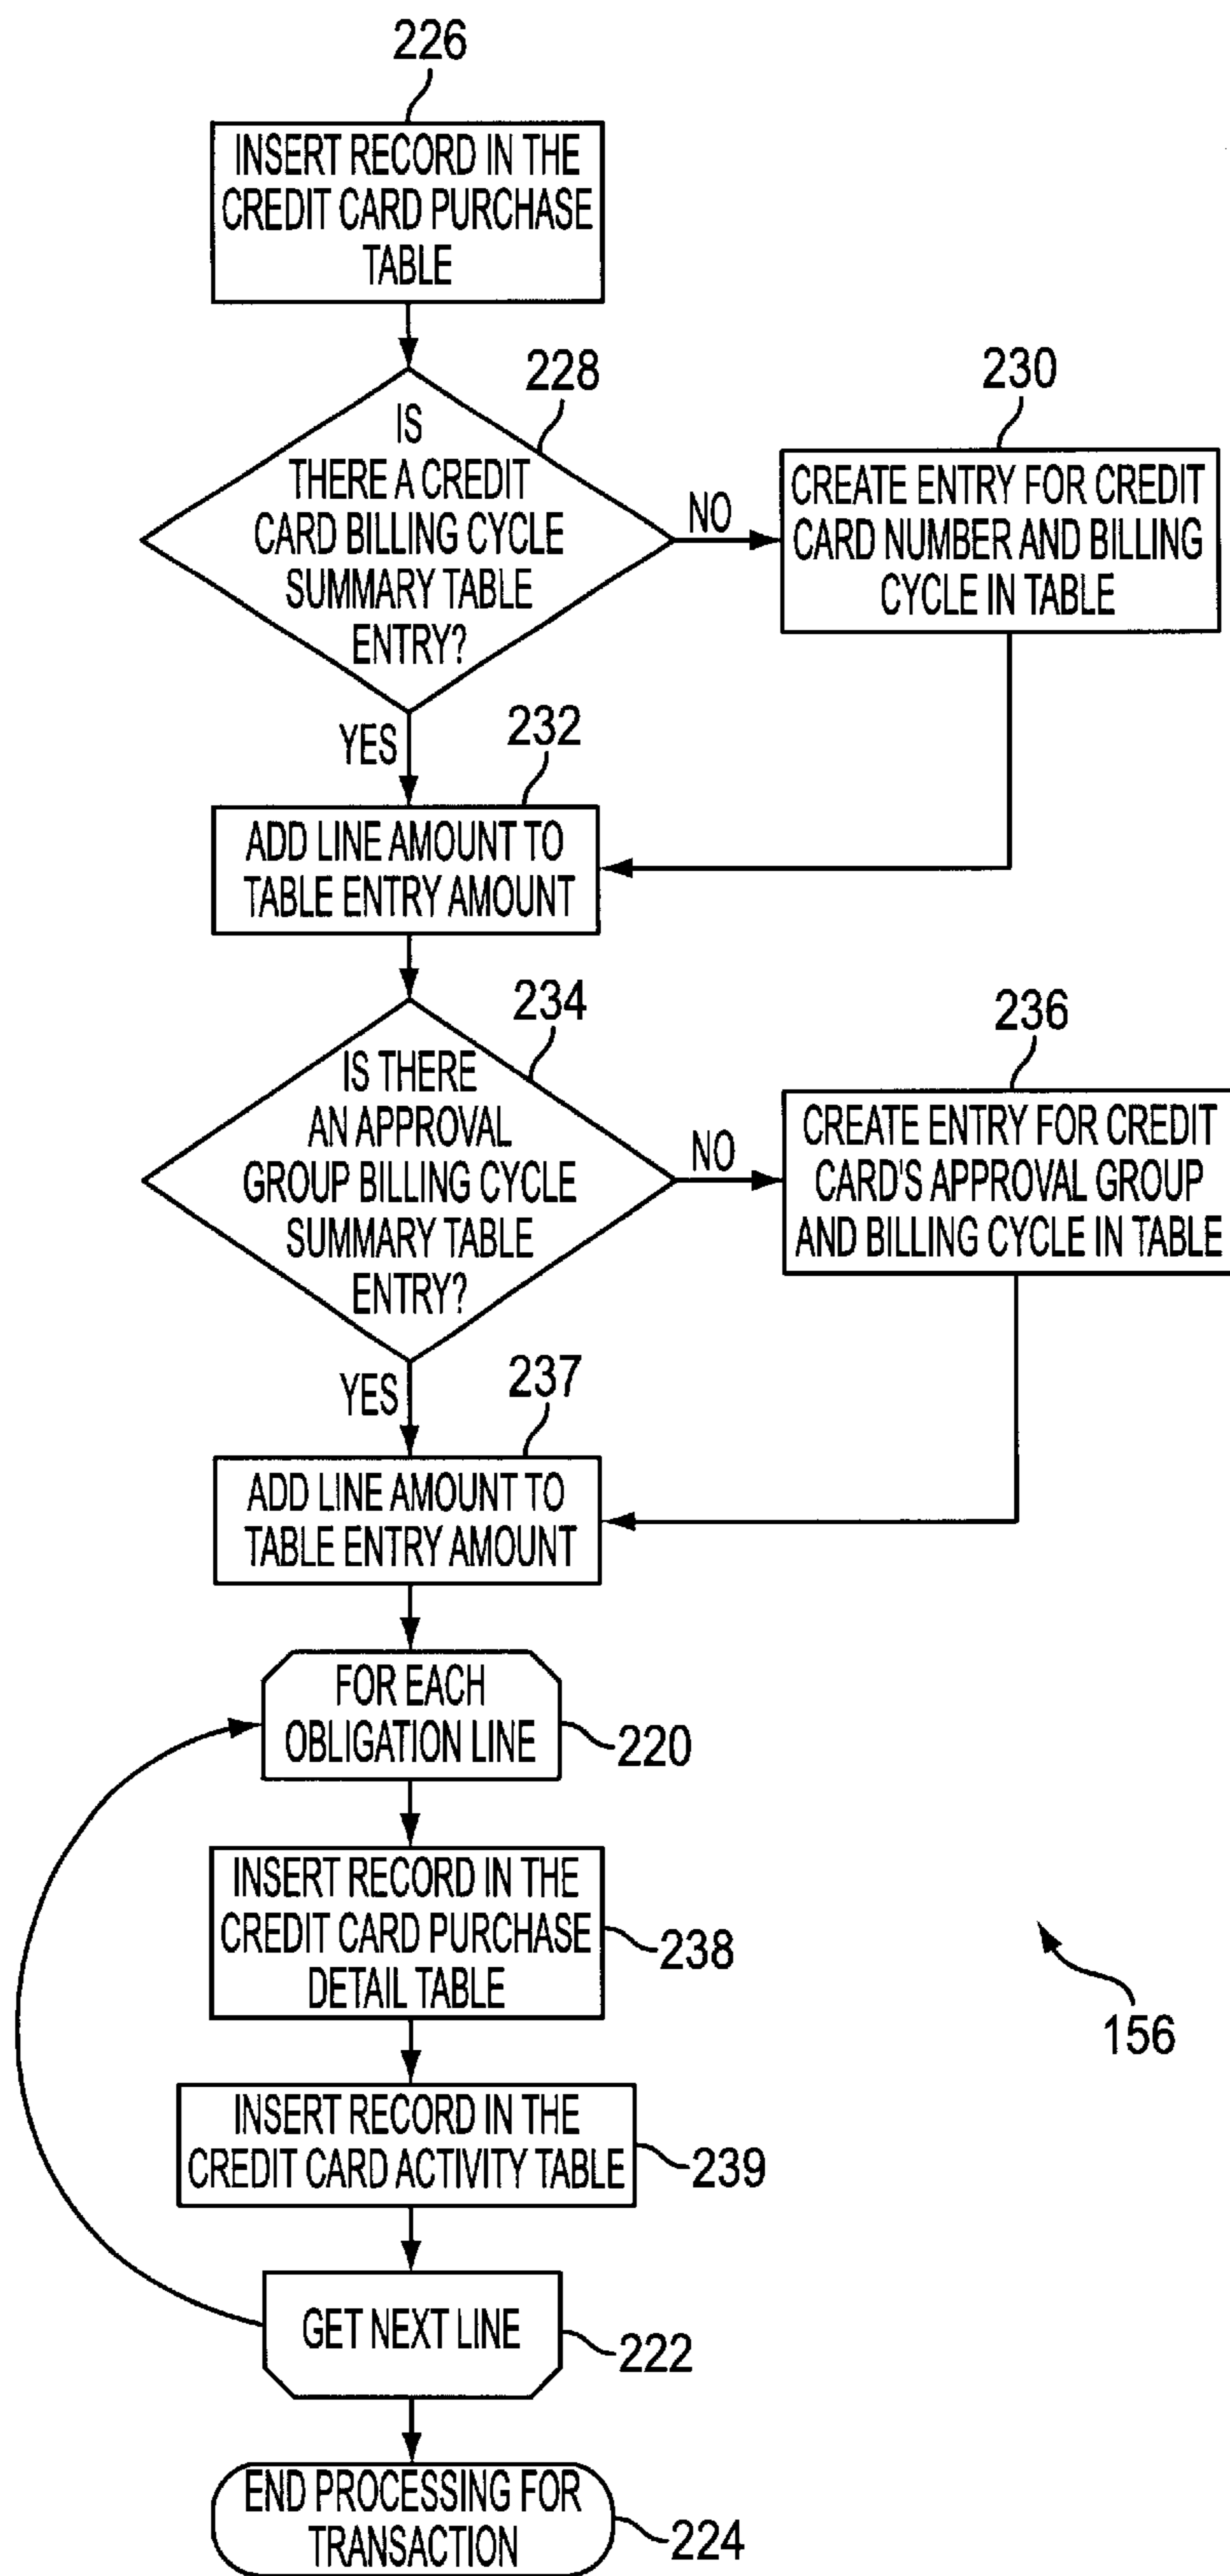 226
INSERT RECORD IN THE
CREDIT CARD PURCHASE
TABLE
228
IS
THERE A CREDIT
CARD BILLING CYCLE
SUMMARY TABLE
ENTRY?
NO
230
CREATE ENTRY FOR CREDIT
CARD NUMBER AND BILLING
CYCLE IN TABLE
YES
232
ADD LINE AMOUNT TO
TABLE ENTRY AMOUNT
234
IS THERE
AN APPROVAL
GROUP BILLING CYCLE
SUMMARY TABLE
ENTRY?
NO
236
CREATE ENTRY FOR CREDIT
CARD'S APPROVAL GROUP
AND BILLING CYCLE IN TABLE
YES
237
ADD LINE AMOUNT TO
TABLE ENTRY AMOUNT
FOR EACH
OBLIGATION LINE
220
INSERT RECORD IN THE
CREDIT CARD PURCHASE
DETAIL TABLE
238
156
INSERT RECORD IN THE
CREDIT CARD ACTIVITY TABLE
239
GET NEXT LINE
222
END PROCESSING FOR
TRANSACTION
224